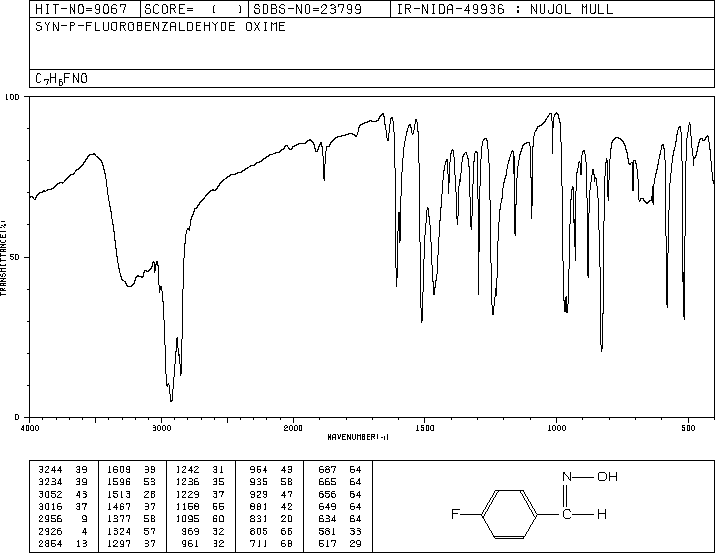 HIT-NO=9067 SCORE= ( ) SDBS-NO=23799 IR-NIDA-49936 : NUJOL MULL
SYN-P-FLUOROBENZALDEHYDE OXIME
C7H6FNO
100
50
0
TRANSMITTANCE(%)
4000 3000 2000 1500 1000 500
WAVENUMBER(-1)
3244 39 1609 39 1242 31 964 43 687 64
3234 39 1596 53 1236 35 935 58 665 64
3052 43 1513 28 1229 37 929 47 656 64
3016 37 1467 37 1158 55 881 42 649 64
2956 9 1377 58 1095 60 831 20 634 64
2926 4 1324 57 969 32 805 66 581 33
2854 13 1297 37 961 32 711 68 517 29
N OH
F C H